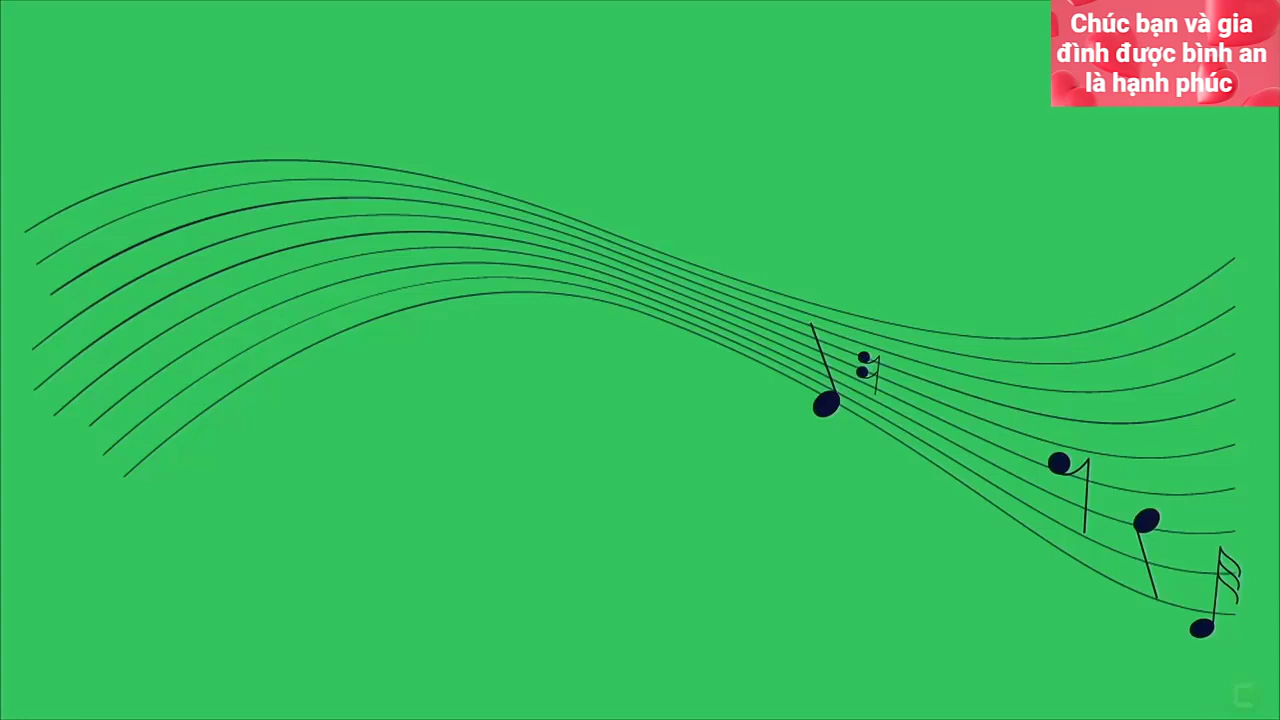 Chúc bạn và gia
đình được bình an
là hạnh phúc